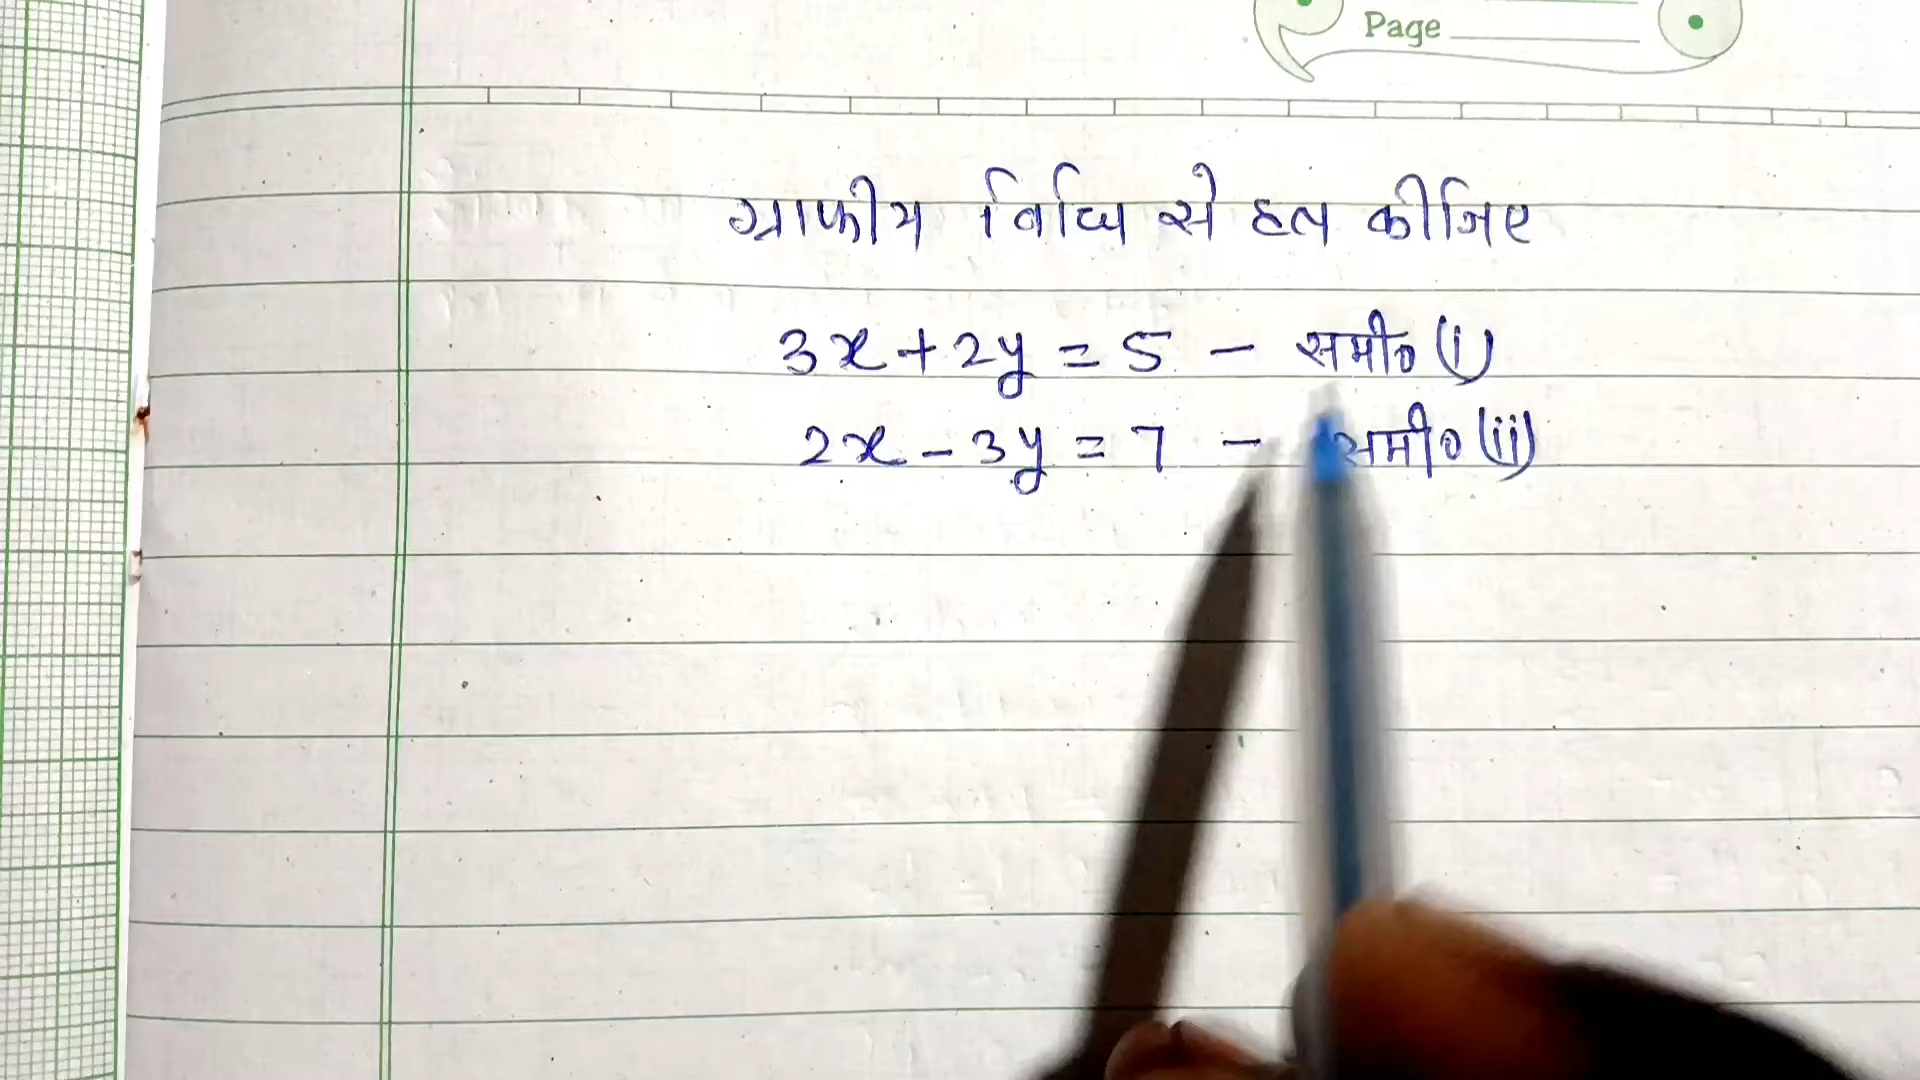 Page
ग्राफीय विधि से हल कीजिए
3x + 2y = 5 - समी० (i)
2x - 3y = 7 - समी० (ii)